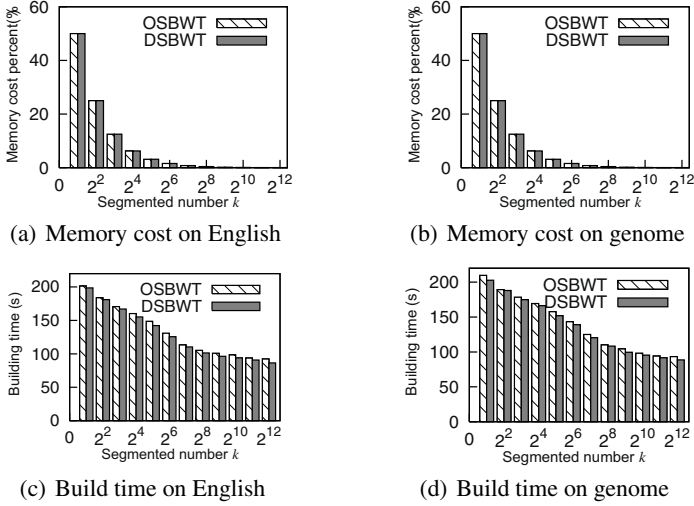 Memory cost percent(%
60
40
20
0
OSBWT
DSBWT
0 2^2 2^4 2^6 2^8 2^10 2^12
Segmented number k
(a) Memory cost on English
Memory cost percent(%
60
40
20
0
OSBWT
DSBWT
0 2^2 2^4 2^6 2^8 2^10 2^12
Segmented number k
(b) Memory cost on genome
Building time (s)
200
150
100
50
0
OSBWT
DSBWT
0 2^2 2^4 2^6 2^8 2^10 2^12
Segmented number k
(c) Build time on English
Building time (s)
200
150
100
50
0
OSBWT
DSBWT
0 2^2 2^4 2^6 2^8 2^10 2^12
Segmented number k
(d) Build time on genome